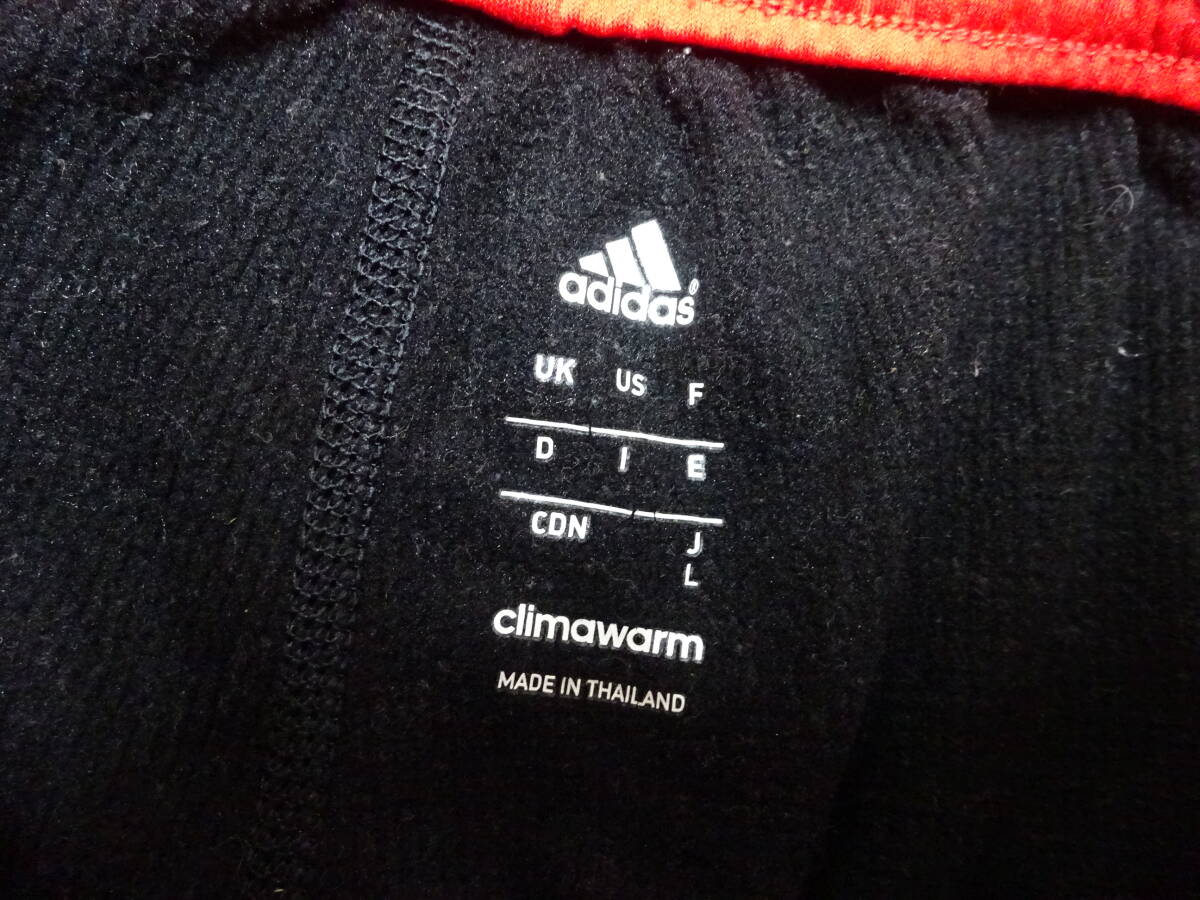 adidas
UK US F
D I E
CDN J
L
climawarm
MADE IN THAILAND